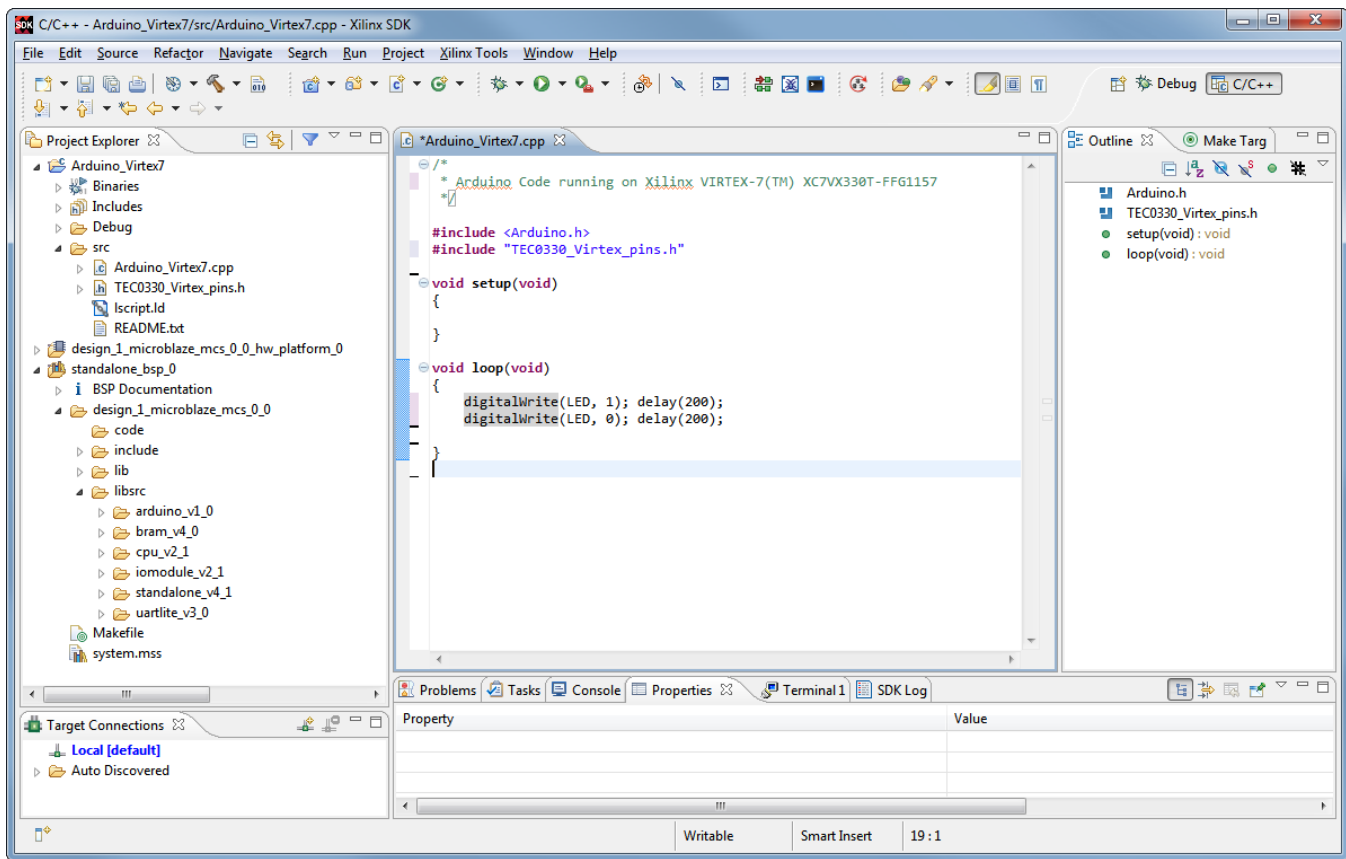 C/C++ - Arduino_Virtex7/src/Arduino_Virtex7.cpp - Xilinx SDK
File Edit Source Refactor Navigate Search Run Project Xilinx Tools Window Help
Debug C/C++
Project Explorer
Arduino_Virtex7
Binaries
Includes
Debug
src
Arduino_Virtex7.cpp
TEC0330_Virtex_pins.h
lscript.ld
README.txt
design_1_microblaze_mcs_0_0_hw_platform_0
standalone_bsp_0
BSP Documentation
design_1_microblaze_mcs_0_0
code
include
lib
libsrc
arduino_v1_0
bram_v4_0
cpu_v2_1
iomodule_v2_1
standalone_v4_1
uartlite_v3_0
Makefile
system.mss
Target Connections
Local [default]
Auto Discovered
*Arduino_Virtex7.cpp
/*
* Arduino Code running on Xilinx VIRTEX-7(TM) XC7VX330T-FFG1157
*/
#include <Arduino.h>
#include "TEC0330_Virtex_pins.h"
void setup(void)
{
}
void loop(void)
{
digitalWrite(LED, 1); delay(200);
digitalWrite(LED, 0); delay(200);
}
Outline Make Targ
Arduino.h
TEC0330_Virtex_pins.h
setup(void) : void
loop(void) : void
Problems Tasks Console Properties Terminal 1 SDK Log
Property Value
Writable Smart Insert 19 : 1